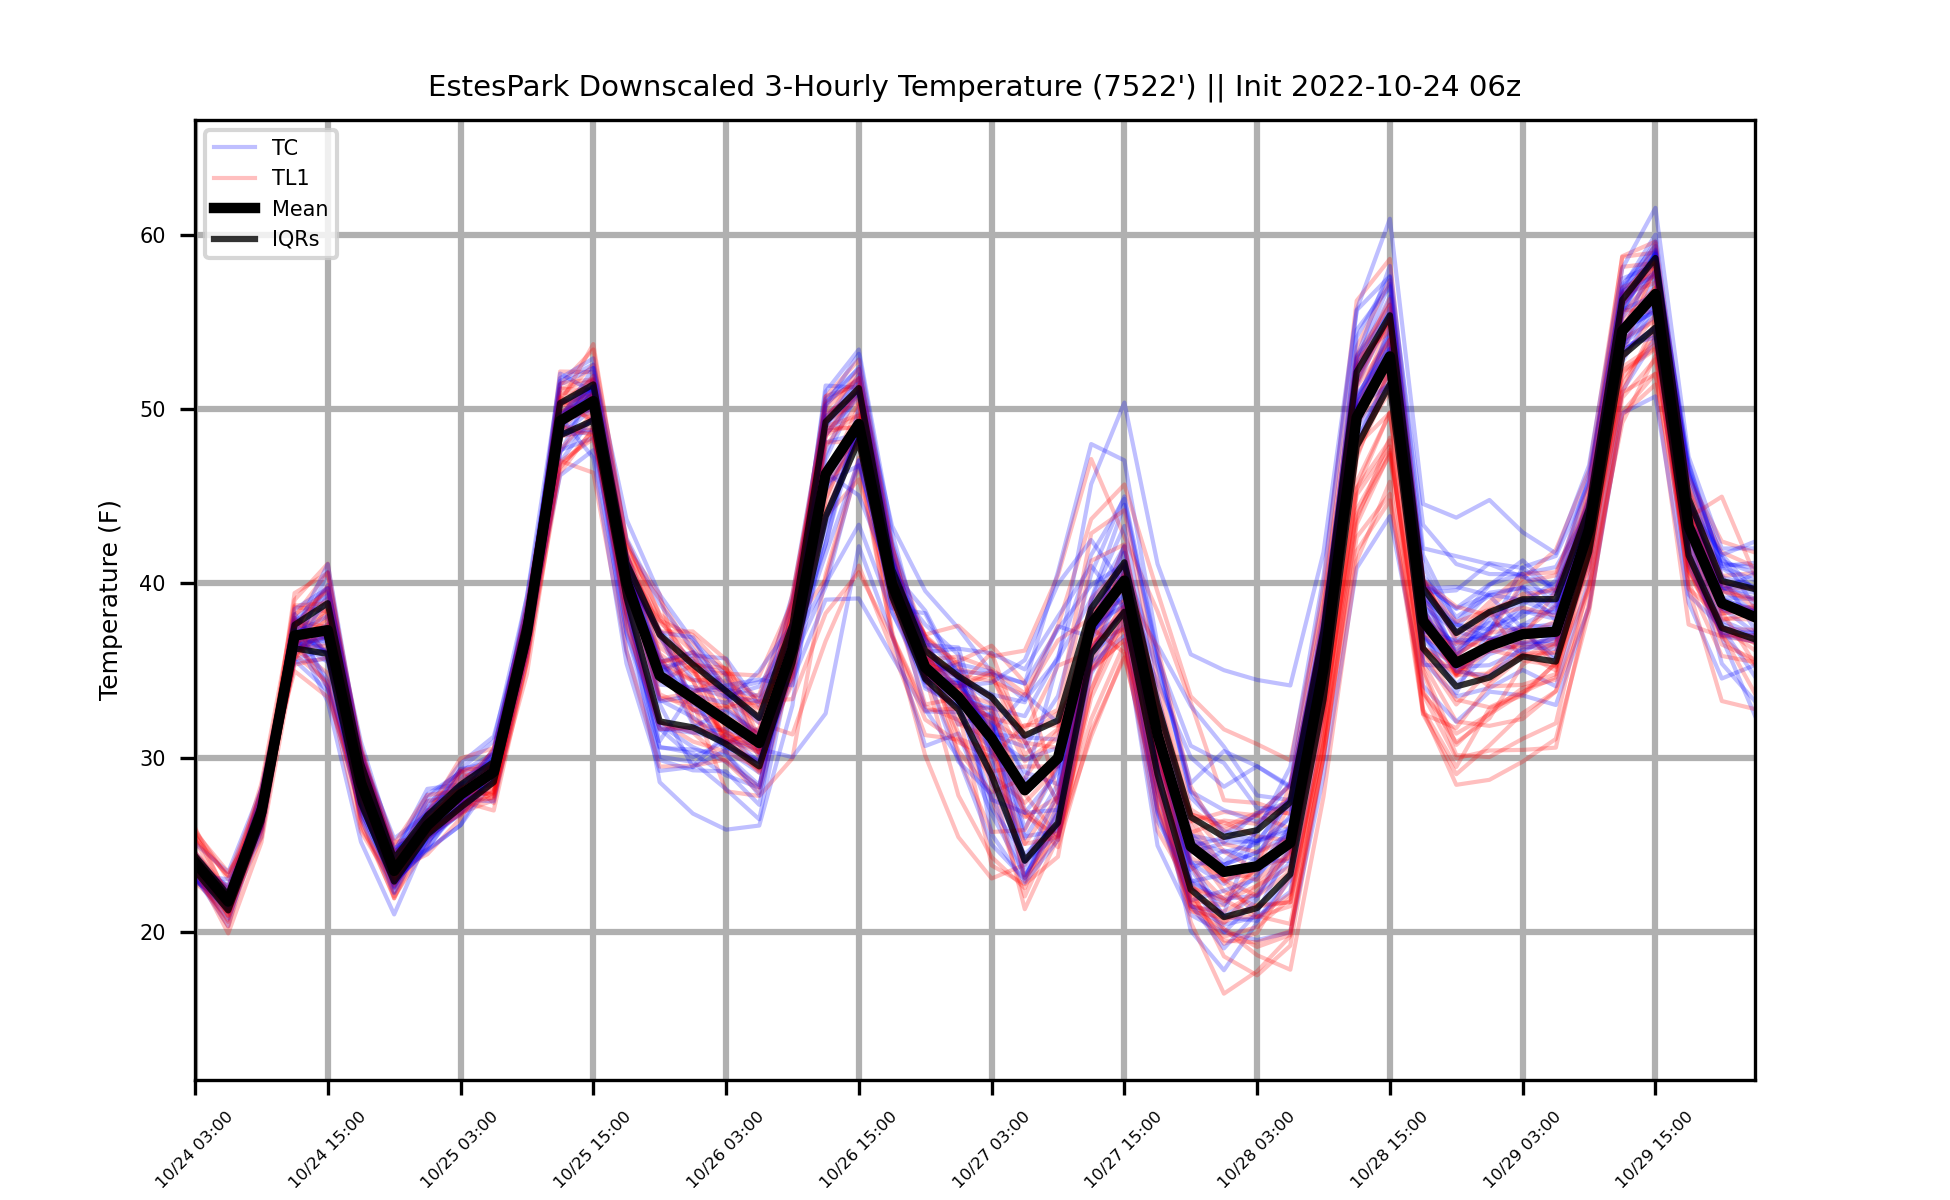 EstesPark Downscaled 3-Hourly Temperature (7522') || Init 2022-10-24 06z
TC
TL1
Mean
IQRs
Temperature (F)
60
50
40
30
20
10/24 03:00
10/24 15:00
10/25 03:00
10/25 15:00
10/26 03:00
10/26 15:00
10/27 03:00
10/27 15:00
10/28 03:00
10/28 15:00
10/29 03:00
10/29 15:00